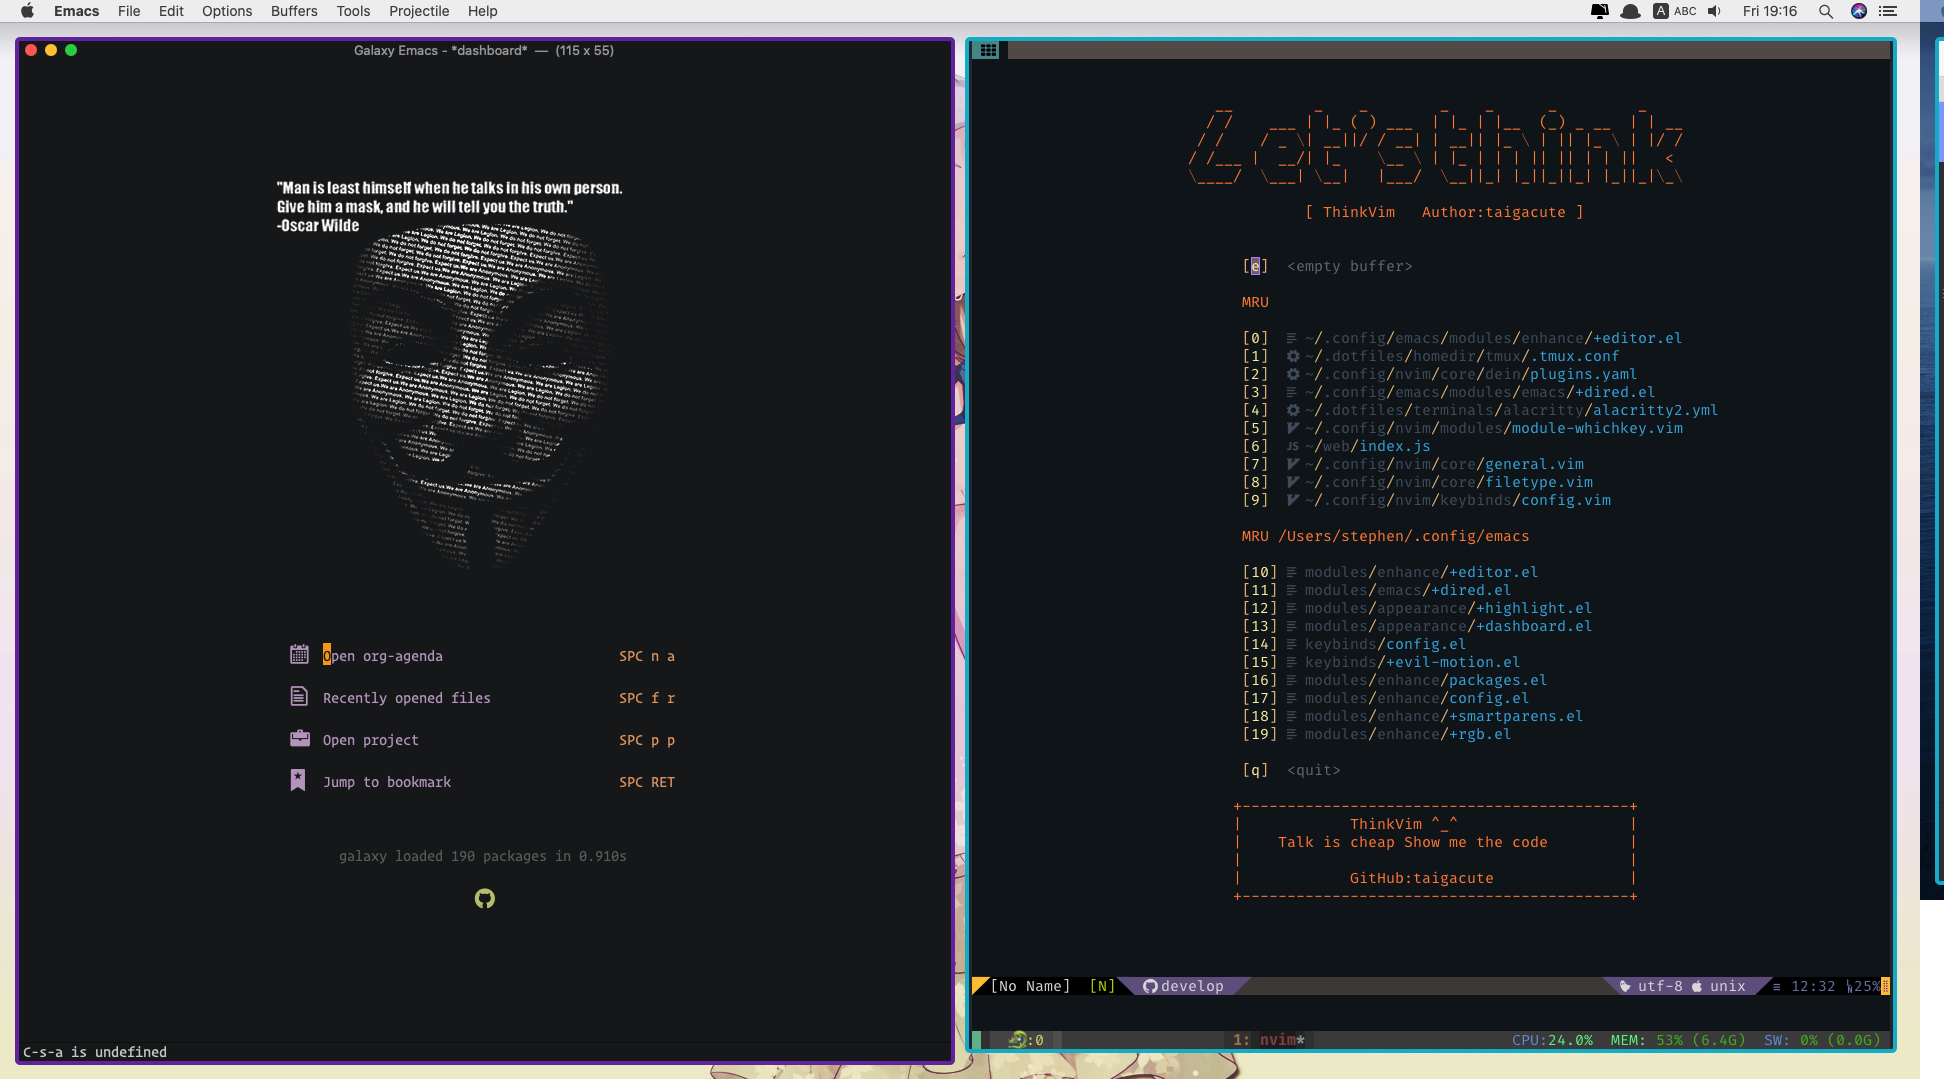 Emacs File Edit Options Buffers Tools Projectile Help
A ABC Fri 19:16
Galaxy Emacs - *dashboard* — (115 x 55)
"Man is least himself when he talks in his own person.
Give him a mask, and he will tell you the truth."
-Oscar Wilde
Open org-agenda SPC n a
Recently opened files SPC f r
Open project SPC p p
Jump to bookmark SPC RET
galaxy loaded 190 packages in 0.910s
C-s-a is undefined
Let's think
[ ThinkVim Author:taigacute ]
[e] <empty buffer>
MRU
[0] ~/.config/emacs/modules/enhance/+editor.el
[1] ~/.dotfiles/homedir/tmux/.tmux.conf
[2] ~/.config/nvim/core/dein/plugins.yaml
[3] ~/.config/emacs/modules/emacs/+dired.el
[4] ~/.dotfiles/terminals/alacritty/alacritty2.yml
[5] ~/.config/nvim/modules/module-whichkey.vim
[6] JS ~/web/index.js
[7] ~/.config/nvim/core/general.vim
[8] ~/.config/nvim/core/filetype.vim
[9] ~/.config/nvim/keybinds/config.vim
MRU /Users/stephen/.config/emacs
[10] modules/enhance/+editor.el
[11] modules/emacs/+dired.el
[12] modules/appearance/+highlight.el
[13] modules/appearance/+dashboard.el
[14] keybinds/config.el
[15] keybinds/+evil-motion.el
[16] modules/enhance/packages.el
[17] modules/enhance/config.el
[18] modules/enhance/+smartparens.el
[19] modules/enhance/+rgb.el
[q] <quit>
ThinkVim ^_^
Talk is cheap Show me the code
GitHub:taigacute
[No Name] [N] develop utf-8 unix 12:32 25%
:0 1: nvim* CPU:24.0% MEM: 53% (6.4G) SW: 0% (0.0G)